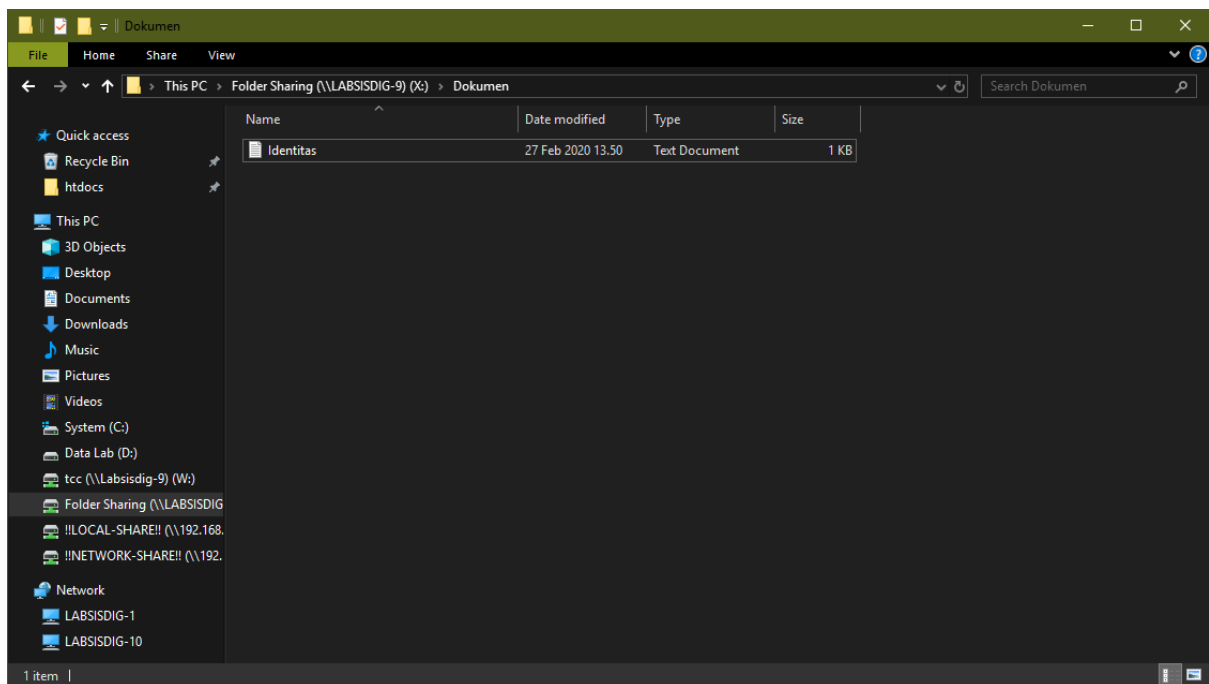 Dokumen
File Home Share View
This PC > Folder Sharing (\\LABSISDIG-9) (X:) > Dokumen
Search Dokumen
Name Date modified Type Size
Identitas 27 Feb 2020 13.50 Text Document 1 KB
Quick access
Recycle Bin
htdocs
This PC
3D Objects
Desktop
Documents
Downloads
Music
Pictures
Videos
System (C:)
Data Lab (D:)
tcc (\\Labsisdig-9) (W:)
Folder Sharing (\\LABSISDIG
!!LOCAL-SHARE!! (\\192.168.
!!NETWORK-SHARE!! (\\192.
Network
LABSISDIG-1
LABSISDIG-10
1 item